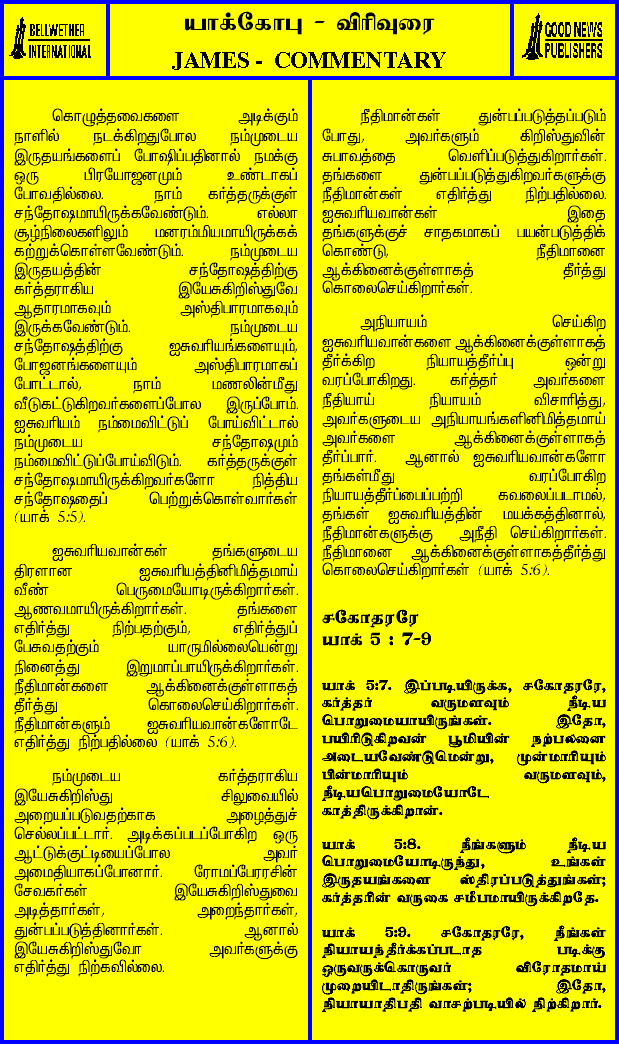 BELLWETHER
INTERNATIONAL
யாக்கோபு - விரிவுரை
JAMES - COMMENTARY
GOOD NEWS
PUBLISHERS
கொழுத்தவைகளை அடிக்கும்
நாளில் நடக்கிறதுபோல நம்முடைய
இருதயங்களைப் போஷிப்பதினால் நமக்கு
ஒரு பிரயோஜனமும் உண்டாகப்
போவதில்லை. நாம் கர்த்தருக்குள்
சந்தோஷமாயிருக்கவேண்டும். எல்லா
சூழ்நிலைகளிலும் மனரம்மியமாயிருக்கக்
கற்றுக்கொள்ளவேண்டும். நம்முடைய
இருதயத்தின் சந்தோஷத்திற்கு
கர்த்தராகிய இயேசுகிறிஸ்துவே
ஆதாரமாகவும் அஸ்திபாரமாகவும்
இருக்கவேண்டும். நம்முடைய
சந்தோஷத்திற்கு ஐசுவரியங்களையும்,
போஜனங்களையும் அஸ்திபாரமாகப்
போட்டால், நாம் மணலின்மீது
வீடுகட்டுகிறவர்களைப்போல இருப்போம்.
ஐசுவரியம் நம்மைவிட்டுப் போய்விட்டால்
நம்முடைய சந்தோஷமும்
நம்மைவிட்டுப்போய்விடும். கர்த்தருக்குள்
சந்தோஷமாயிருக்கிறவர்களோ நித்திய
சந்தோஷதைப் பெற்றுக்கொள்வார்கள்
(யாக் 5:5).
ஐசுவரியவான்கள் தங்களுடைய
திரளான ஐசுவரியத்தினிமித்தமாய்
வீண் பெருமையோடிருக்கிறார்கள்.
ஆணவமாயிருக்கிறார்கள். தங்களை
எதிர்த்து நிற்பதற்கும், எதிர்த்துப்
பேசுவதற்கும் யாருமில்லையென்று
நினைத்து இறுமாப்பாயிருக்கிறார்கள்.
நீதிமான்களை ஆக்கினைக்குள்ளாகத்
தீர்த்து கொலைசெய்கிறார்கள்.
நீதிமான்களும் ஐசுவரியவான்களோடே
எதிர்த்து நிற்பதில்லை (யாக் 5:6).
நம்முடைய கர்த்தராகிய
இயேசுகிறிஸ்து சிலுவையில்
அறையப்படுவதற்காக அழைத்துச்
செல்லப்பட்டார். அடிக்கப்படப்போகிற ஒரு
ஆட்டுக்குட்டியைப்போல அவர்
அமைதியாகப்போனார். ரோமப்பேரரசின்
சேவகர்கள் இயேசுகிறிஸ்துவை
அடித்தார்கள், அறைந்தார்கள்,
துன்பப்படுத்தினார்கள். ஆனால்
இயேசுகிறிஸ்துவோ அவர்களுக்கு
எதிர்த்து நிற்கவில்லை.
நீதிமான்கள் துன்பப்படுத்தப்படும்
போது, அவர்களும் கிறிஸ்துவின்
சுபாவத்தை வெளிப்படுத்துகிறார்கள்.
தங்களை துன்பப்படுத்துகிறவர்களுக்கு
நீதிமான்கள் எதிர்த்து நிற்பதில்லை.
ஐசுவரியவான்கள் இதை
தங்களுக்குச் சாதகமாகப் பயன்படுத்திக்
கொண்டு, நீதிமானை
ஆக்கினைக்குள்ளாகத் தீர்த்து
கொலைசெய்கிறார்கள்.
அநியாயம் செய்கிற
ஐசுவரியவான்களை ஆக்கினைக்குள்ளாகத்
தீர்க்கிற நியாயத்தீர்ப்பு ஒன்று
வரப்போகிறது. கர்த்தர் அவர்களை
நீதியாய் நியாயம் விசாரித்து,
அவர்களுடைய அநியாயங்களினிமித்தமாய்
அவர்களை ஆக்கினைக்குள்ளாகத்
தீர்ப்பார். ஆனால் ஐசுவரியவான்களோ
தங்கள்மீது வரப்போகிற
நியாயத்தீர்ப்பைப்பற்றி கவலைப்படாமல்,
தங்கள் ஐசுவரியத்தின் மயக்கத்தினால்,
நீதிமான்களுக்கு அநீதி செய்கிறார்கள்.
நீதிமானை ஆக்கினைக்குள்ளாகத்தீர்த்து
கொலைசெய்கிறார்கள் (யாக் 5:6).
சகோதரரே
யாக் 5 : 7-9
யாக் 5:7. இப்படியிருக்க, சகோதரரே,
கர்த்தர் வருமளவும் நீடிய
பொறுமையாயிருங்கள். இதோ,
பயிரிடுகிறவன் பூமியின் நற்பலனை
அடையவேண்டுமென்று, முன்மாரியும்
பின்மாரியும் வருமளவும்,
நீடியபொறுமையோடே
காத்திருக்கிறான்.
யாக் 5:8. நீங்களும் நீடிய
பொறுமையோடிருந்து, உங்கள்
இருதயங்களை ஸ்திரப்படுத்துங்கள்;
கர்த்தரின் வருகை சமீபமாயிருக்கிறதே.
யாக் 5:9. சகோதரரே, நீங்கள்
நியாயந்தீர்க்கப்படாத படிக்கு
ஒருவருக்கொருவர் விரோதமாய்
முறையிடாதிருங்கள்; இதோ,
நியாயாதிபதி வாசற்படியில் நிற்கிறார்.